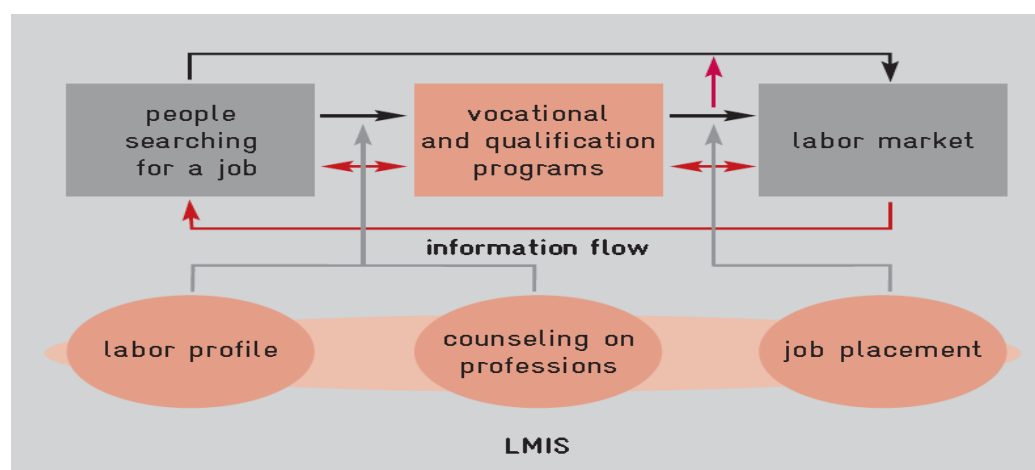 people
searching
for a job
vocational
and qualification
programs
labor market
information flow
labor profile
counseling on
professions
job placement
LMIS